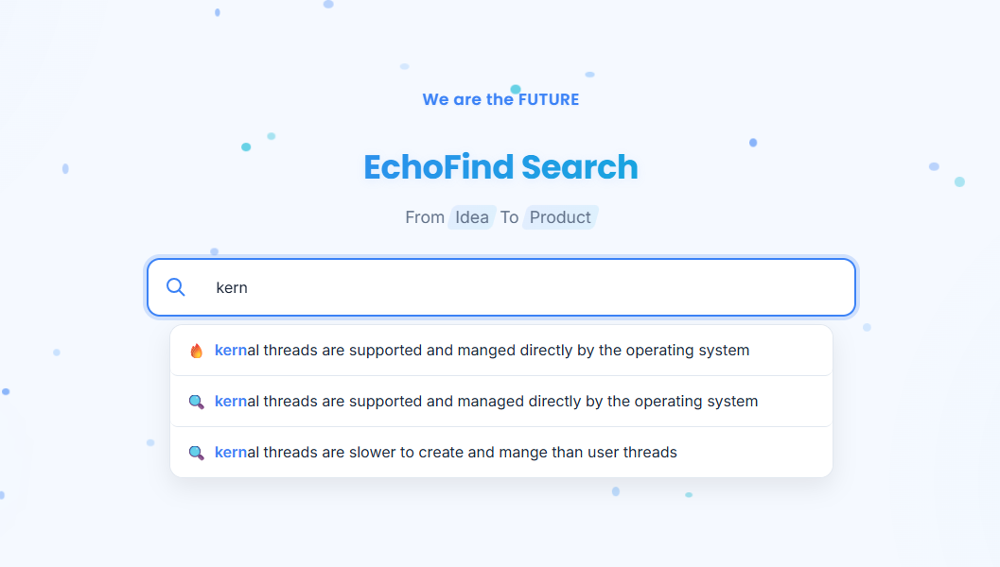 We are the FUTURE
EchoFind Search
From Idea To Product
kern
kernal threads are supported and manged directly by the operating system
kernal threads are supported and managed directly by the operating system
kernal threads are slower to create and mange than user threads